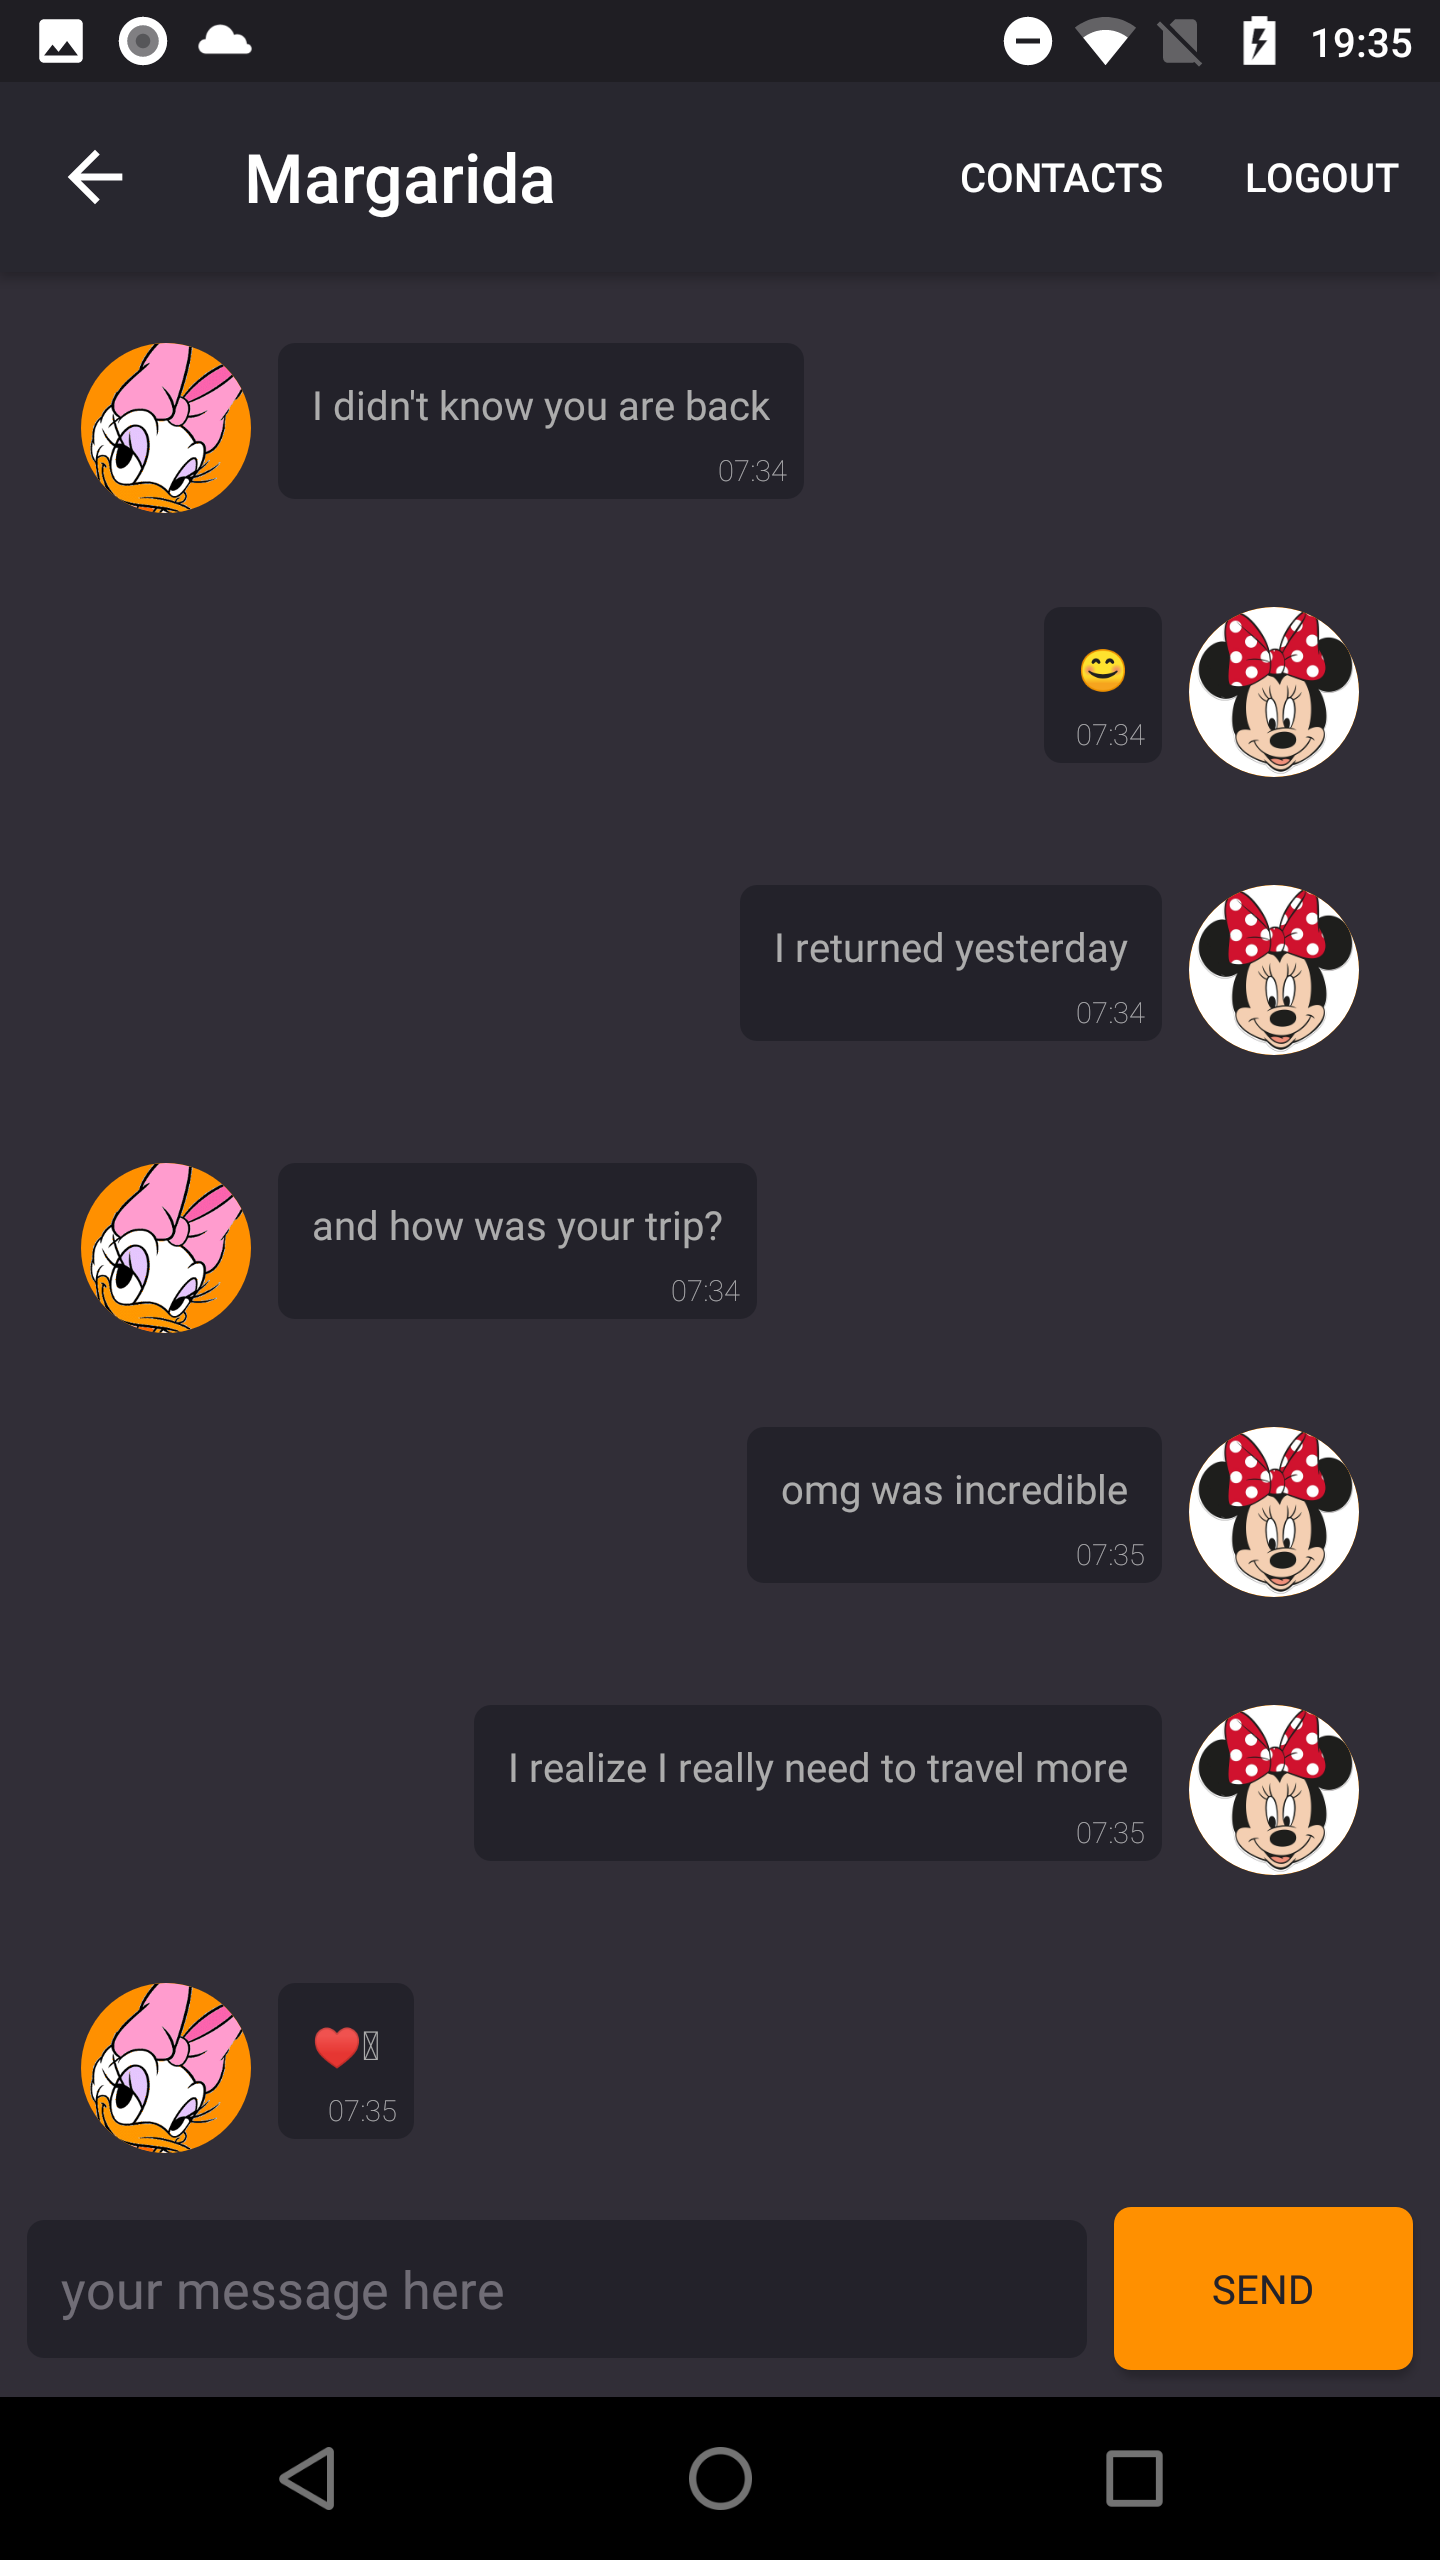 19:35
Margarida CONTACTS LOGOUT
I didn't know you are back
07:34
😊
07:34
I returned yesterday
07:34
and how was your trip?
07:34
omg was incredible
07:35
I realize I really need to travel more
07:35
♥️
07:35
your message here
SEND